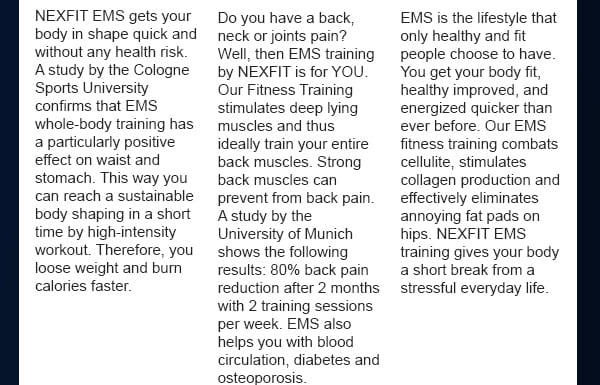 NEXFIT EMS gets your
body in shape quick and
without any health risk.
A study by the Cologne
Sports University
confirms that EMS
whole-body training has
a particularly positive
effect on waist and
stomach. This way you
can reach a sustainable
body shaping in a short
time by high-intensity
workout. Therefore, you
loose weight and burn
calories faster.
Do you have a back,
neck or joints pain?
Well, then EMS training
by NEXFIT is for YOU.
Our Fitness Training
stimulates deep lying
muscles and thus
ideally train your entire
back muscles. Strong
back muscles can
prevent from back pain.
A study by the
University of Munich
shows the following
results: 80% back pain
reduction after 2 months
with 2 training sessions
per week. EMS also
helps you with blood
circulation, diabetes and
osteoporosis.
EMS is the lifestyle that
only healthy and fit
people choose to have.
You get your body fit,
healthy improved, and
energized quicker than
ever before. Our EMS
fitness training combats
cellulite, stimulates
collagen production and
effectively eliminates
annoying fat pads on
hips. NEXFIT EMS
training gives your body
a short break from a
stressful everyday life.